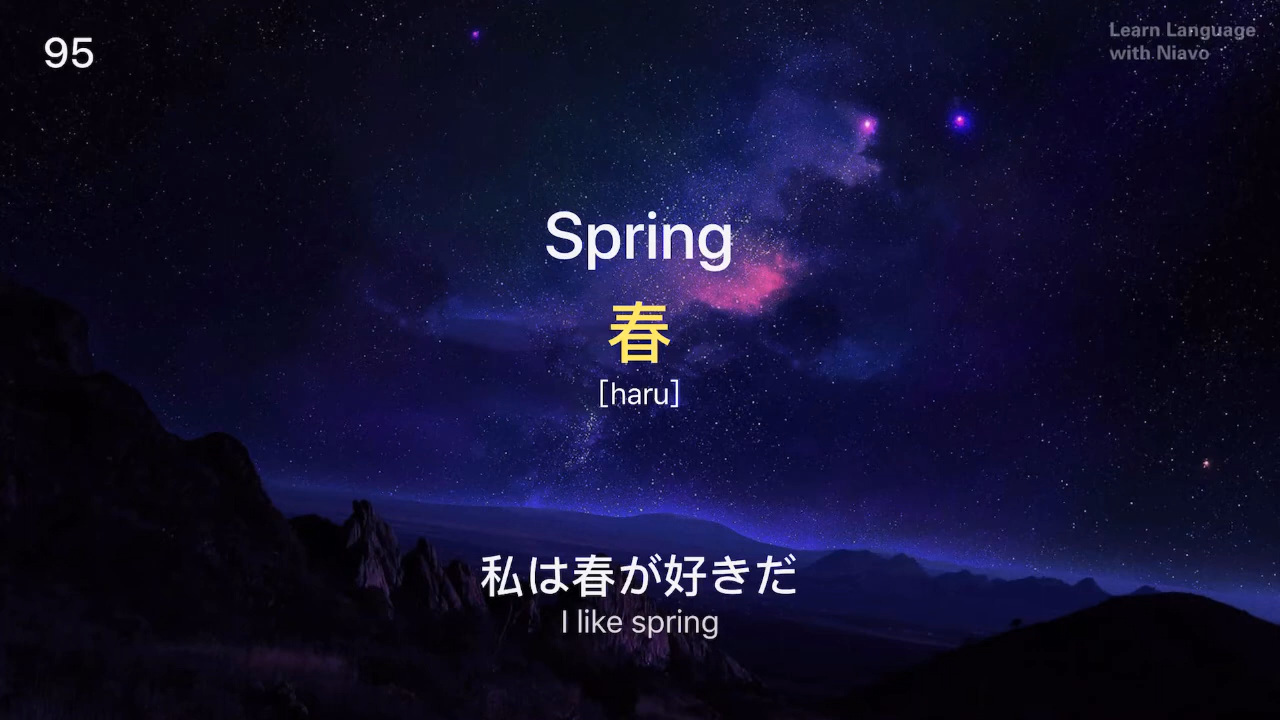 95
Learn Language
with Niavo
Spring
春
[haru]
私は春が好きだ
I like spring